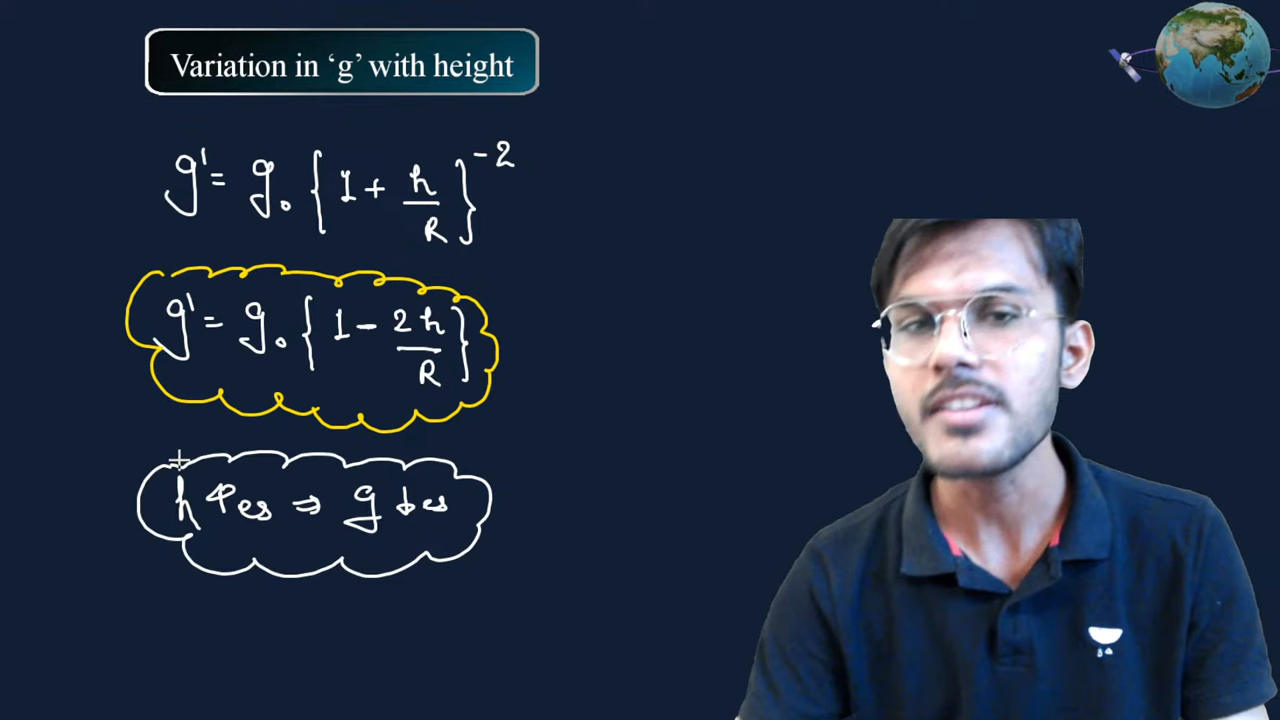 Variation in ‘g’ with height
g' = g₀ { 1 + h/R }⁻²
g' = g₀ { 1 - 2h/R }
h ↑es ⇒ g ↓es